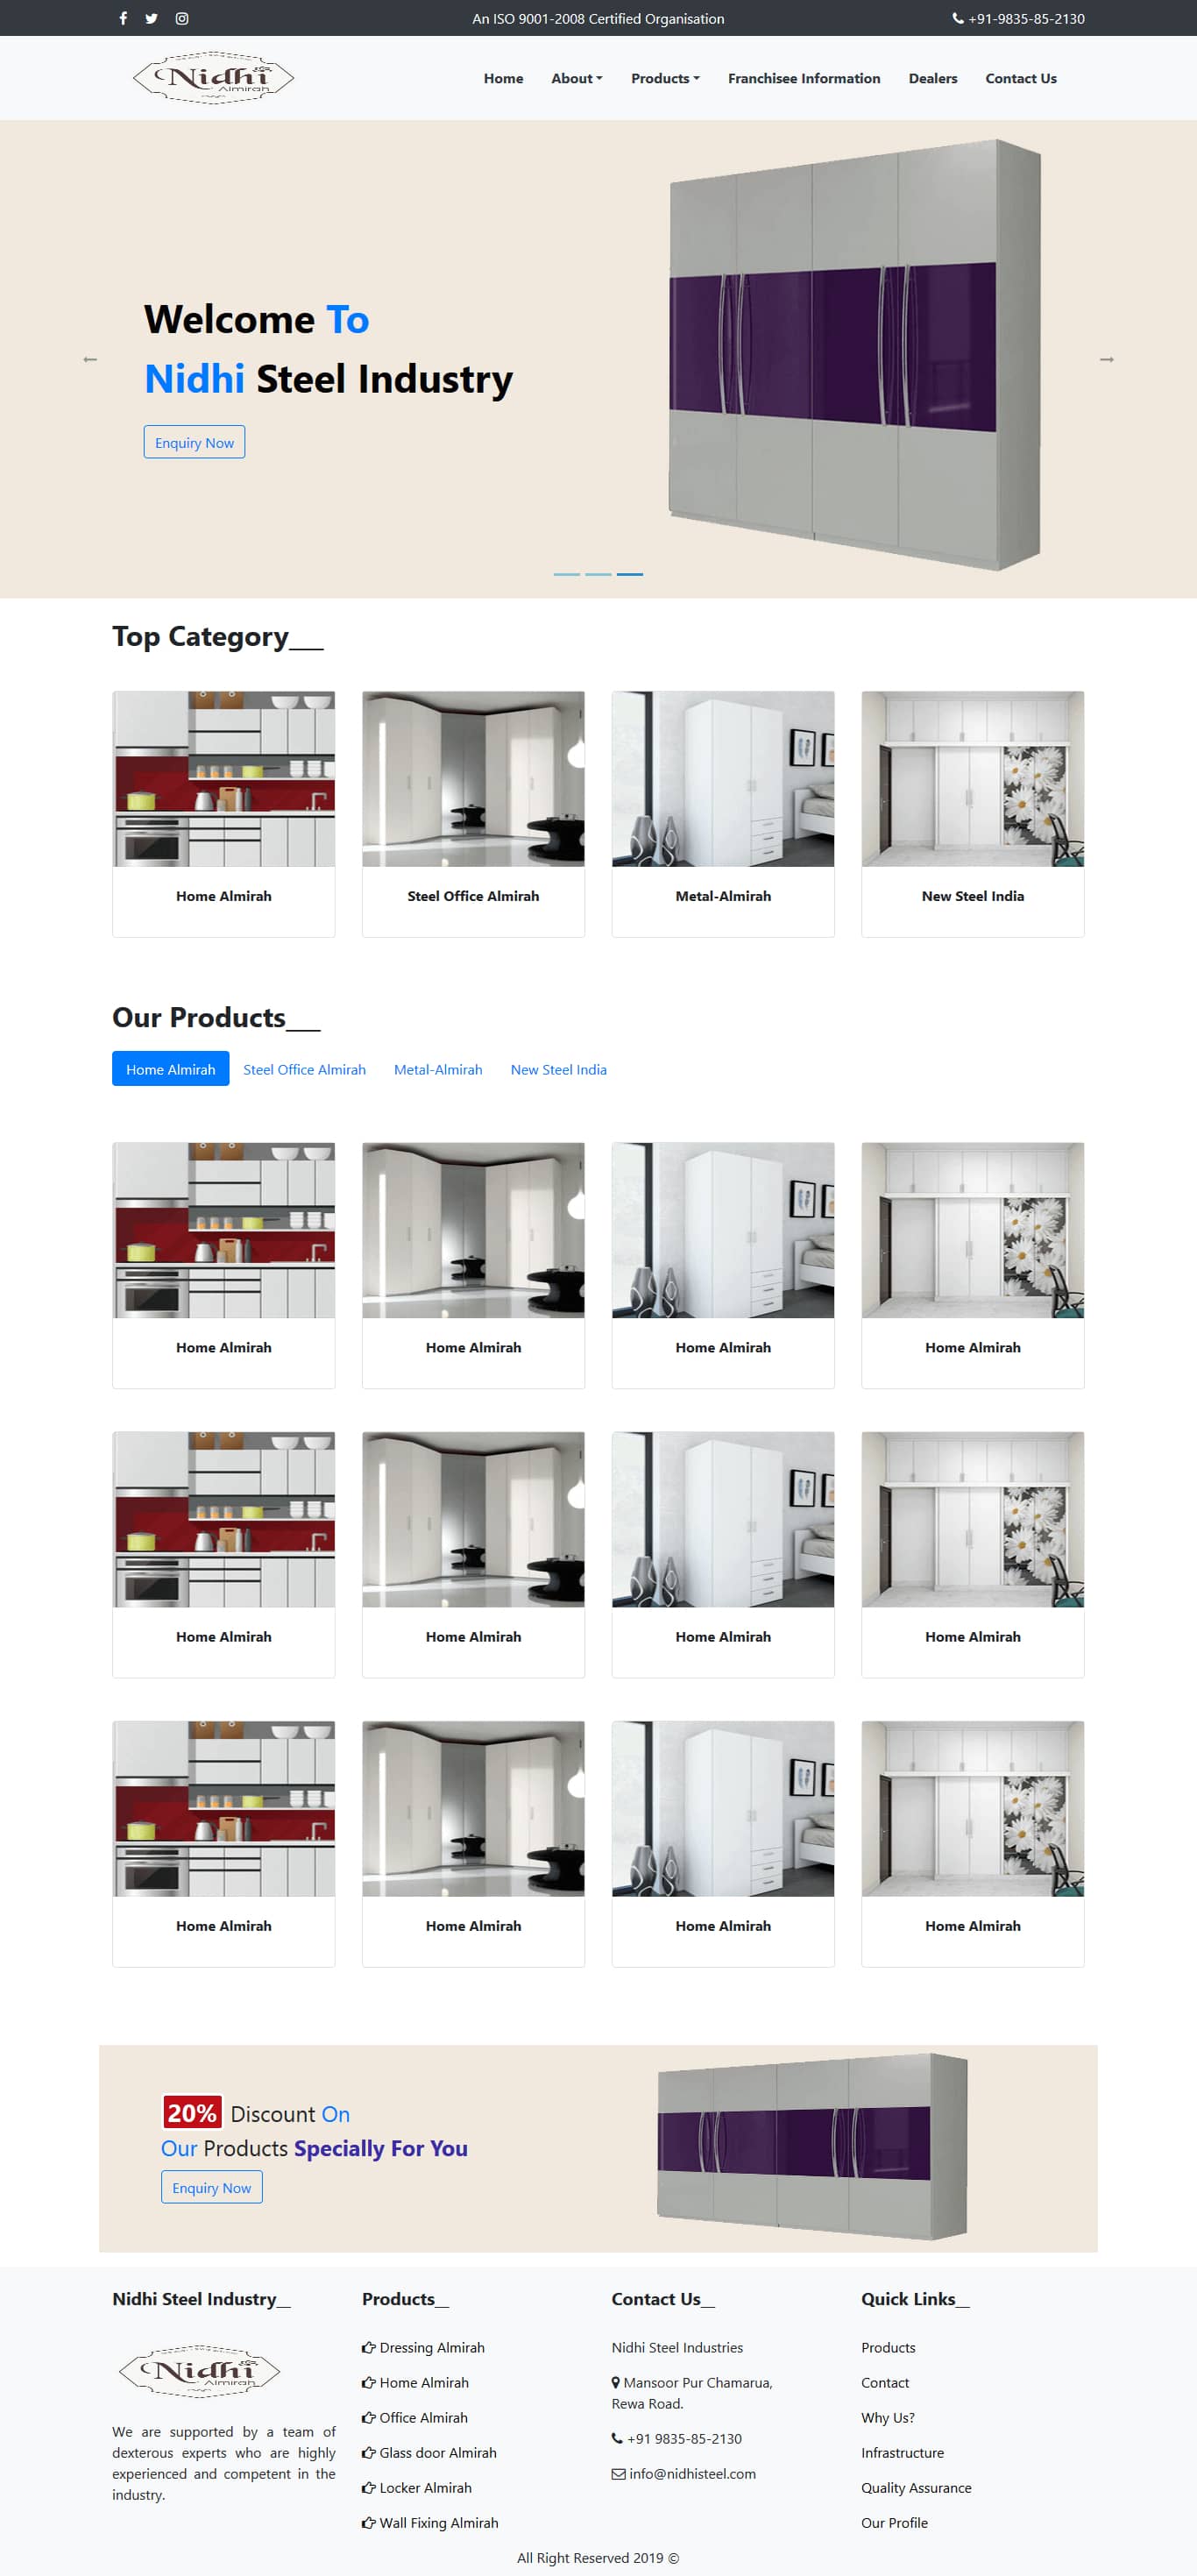 An ISO 9001-2008 Certified Organisation
+91-9835-85-2130
Nidhi
Almirah
Home About Products Franchisee Information Dealers Contact Us
Welcome To
Nidhi Steel Industry
Enquiry Now
Top Category___
Home Almirah
Steel Office Almirah
Metal-Almirah
New Steel India
Our Products___
Home Almirah Steel Office Almirah Metal-Almirah New Steel India
Home Almirah
Home Almirah
Home Almirah
Home Almirah
Home Almirah
Home Almirah
Home Almirah
Home Almirah
Home Almirah
Home Almirah
Home Almirah
Home Almirah
20% Discount On
Our Products Specially For You
Enquiry Now
Nidhi Steel Industry__
Nidhi
Almirah
We are supported by a team of
dexterous experts who are highly
experienced and competent in the
industry.
Products__
Dressing Almirah
Home Almirah
Office Almirah
Glass door Almirah
Locker Almirah
Wall Fixing Almirah
Contact Us__
Nidhi Steel Industries
Mansoor Pur Chamarua,
Rewa Road.
+91 9835-85-2130
info@nidhisteel.com
Quick Links__
Products
Contact
Why Us?
Infrastructure
Quality Assurance
Our Profile
All Right Reserved 2019 ©